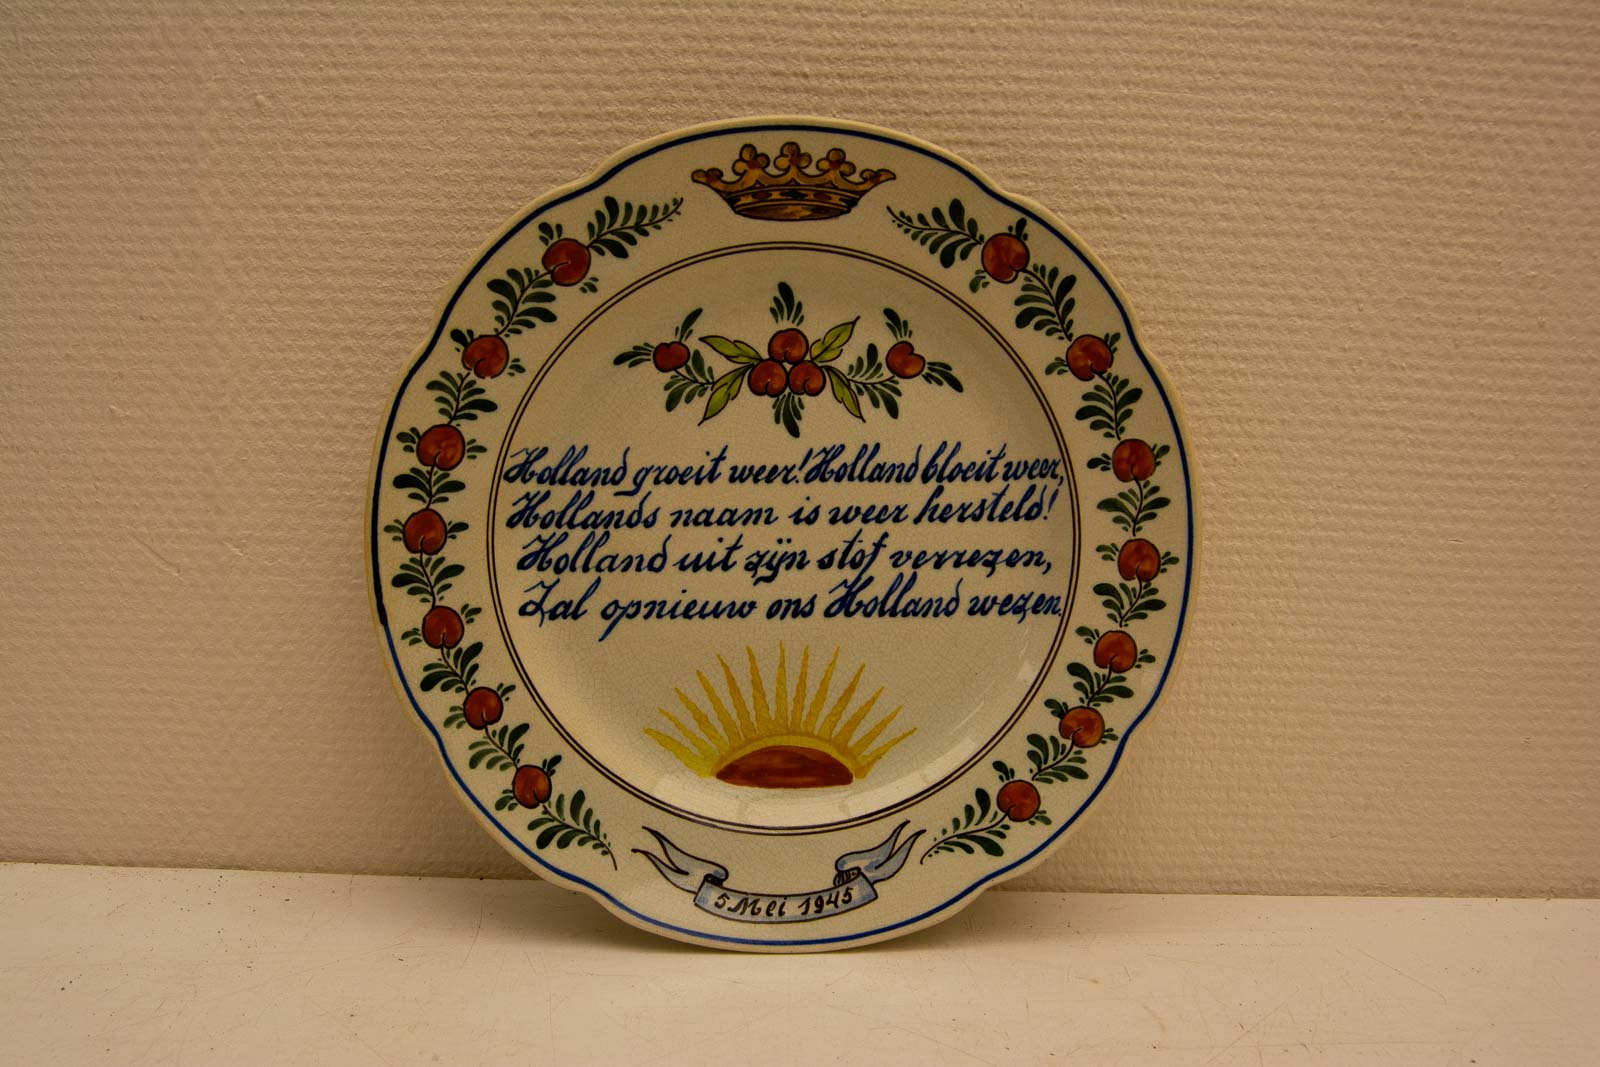 Holland groeit weer! Holland bloeit weer,
Hollands naam is weer hersteld!
Holland uit zijn stof verrezen,
Zal opnieuw ons Holland wezen.
5 Mei 1945